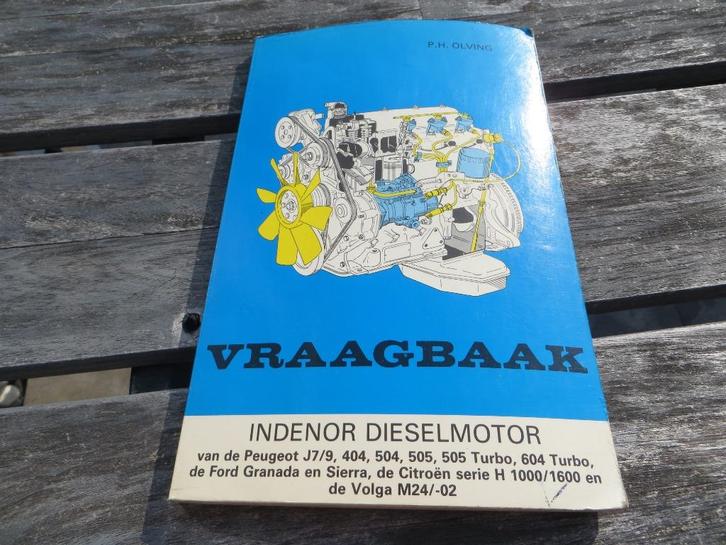 P.H. OLVING
VRAAGBAAK
INDENOR DIESELMOTOR
van de Peugeot J7/9, 404, 504, 505, 505 Turbo, 604 Turbo,
de Ford Granada en Sierra, de Citroën serie H 1000/1600 en
de Volga M24/-02